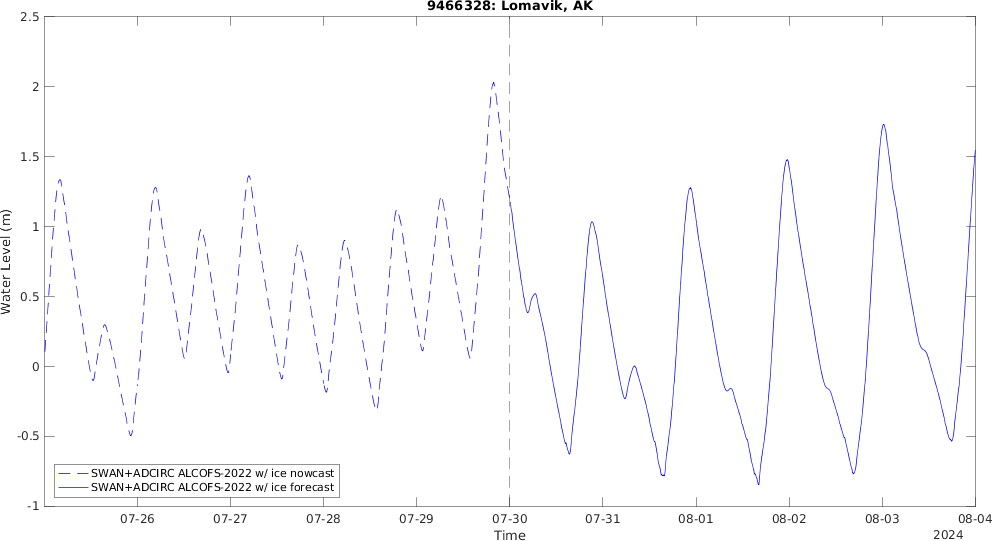 9466328: Lomavik, AK
2.5
2
1.5
1
0.5
0
-0.5
-1
Water Level (m)
SWAN+ADCIRC ALCOFS-2022 w/ ice nowcast
SWAN+ADCIRC ALCOFS-2022 w/ ice forecast
07-26 07-27 07-28 07-29 07-30 07-31 08-01 08-02 08-03 08-04
Time
2024